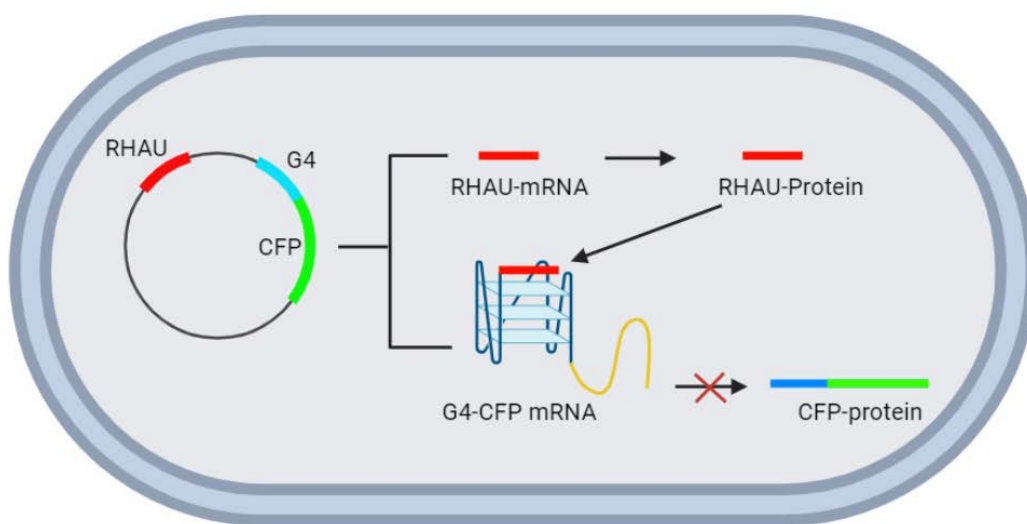 RHAU
G4
CFP
RHAU-mRNA
RHAU-Protein
G4-CFP mRNA
CFP-protein